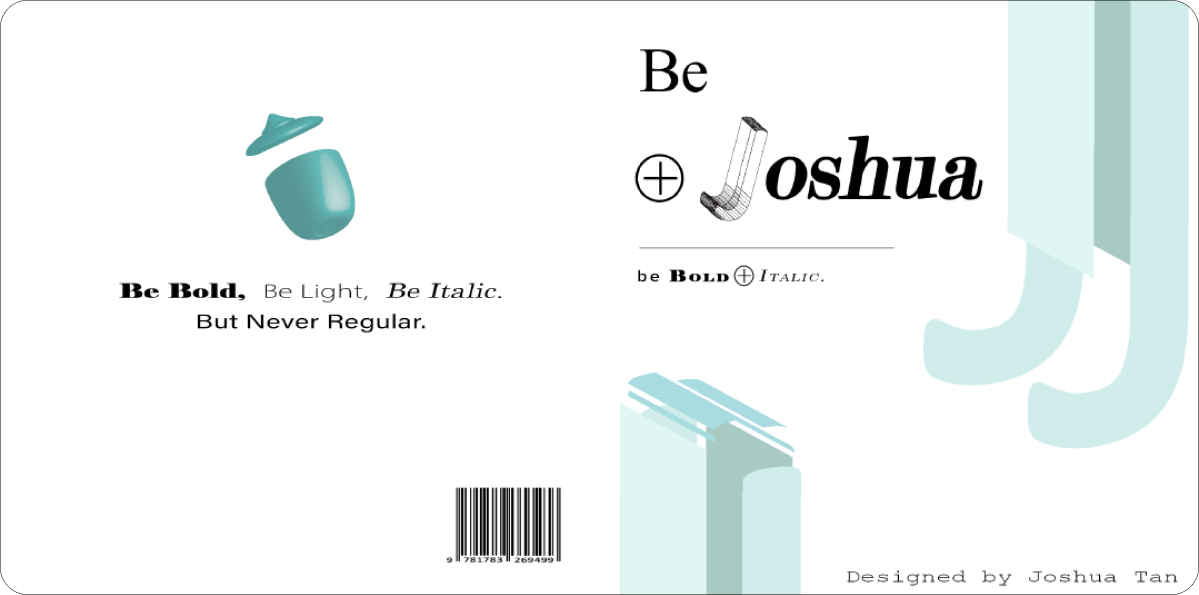 Be Bold, Be Light, Be Italic.
But Never Regular.
9 781783 269499
Be
⊕ Joshua
be Bold ⊕ Italic.
Designed by Joshua Tan